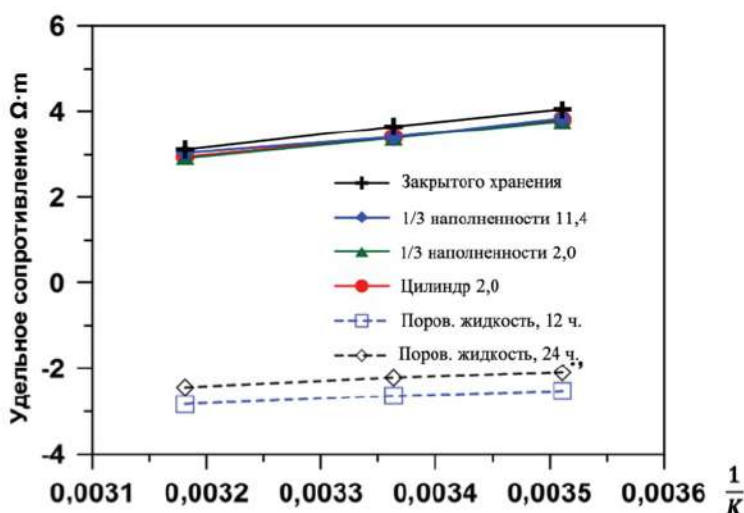 Удельное сопротивление Ω·m
6
4
2
0
-2
-4
Закрытого хранения
1/3 наполненности 11,4
1/3 наполненности 2,0
Цилиндр 2,0
Поров. жидкость, 12 ч.
Поров. жидкость, 24 ч.
0,0031 0,0032 0,0033 0,0034 0,0035 0,0036
1
K